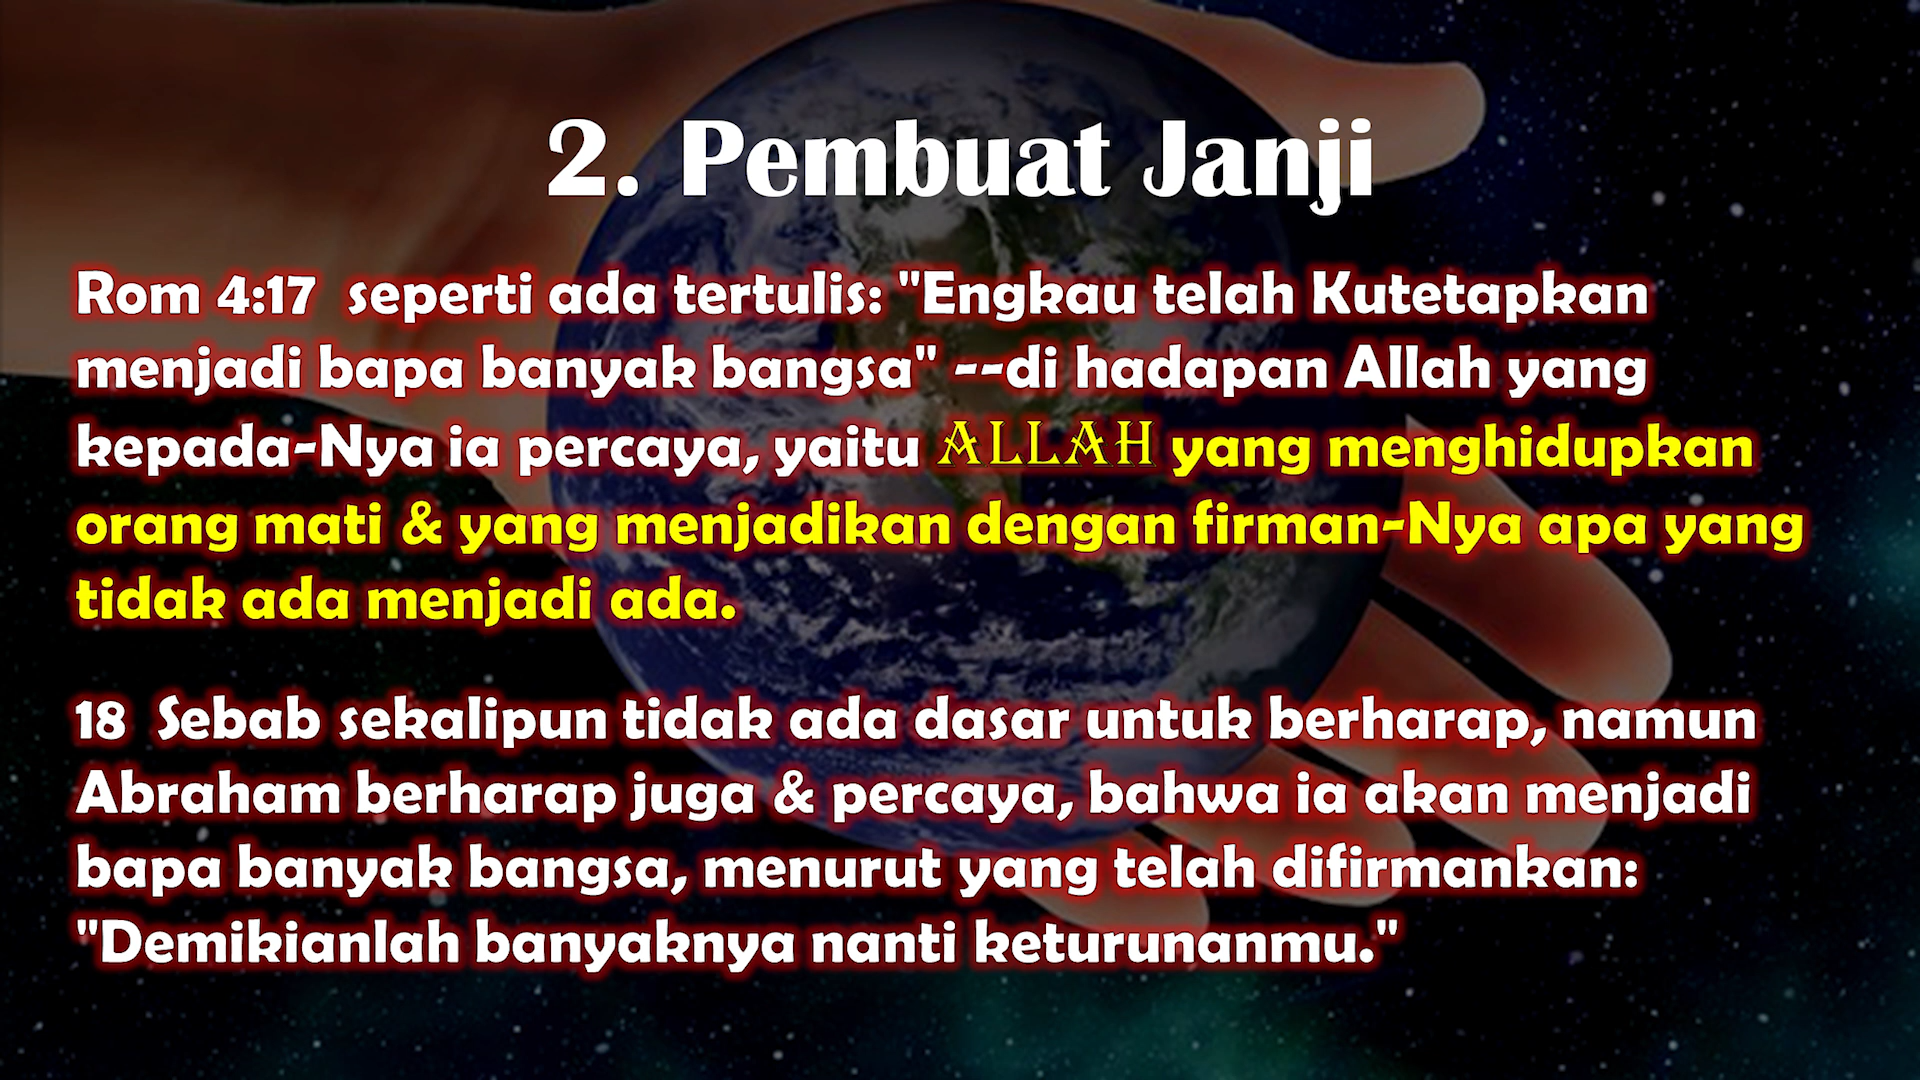 2. Pembuat Janji
Rom 4:17  seperti ada tertulis: "Engkau telah Kutetapkan
menjadi bapa banyak bangsa" --di hadapan Allah yang
kepada-Nya ia percaya, yaitu ALLAH yang menghidupkan
orang mati & yang menjadikan dengan firman-Nya apa yang
tidak ada menjadi ada.
18  Sebab sekalipun tidak ada dasar untuk berharap, namun
Abraham berharap juga & percaya, bahwa ia akan menjadi
bapa banyak bangsa, menurut yang telah difirmankan:
"Demikianlah banyaknya nanti keturunanmu."